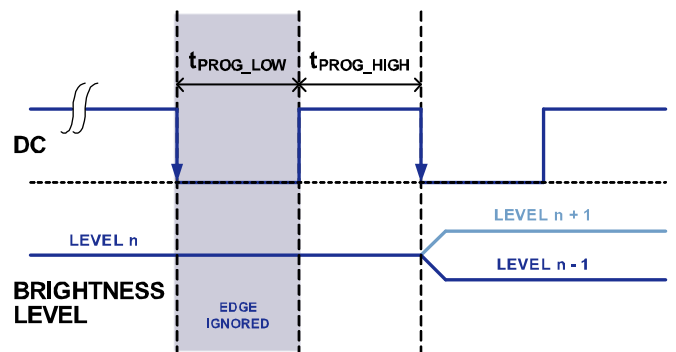 tPROG_LOW
tPROG_HIGH
DC
LEVEL n + 1
LEVEL n
LEVEL n - 1
BRIGHTNESS
LEVEL
EDGE
IGNORED